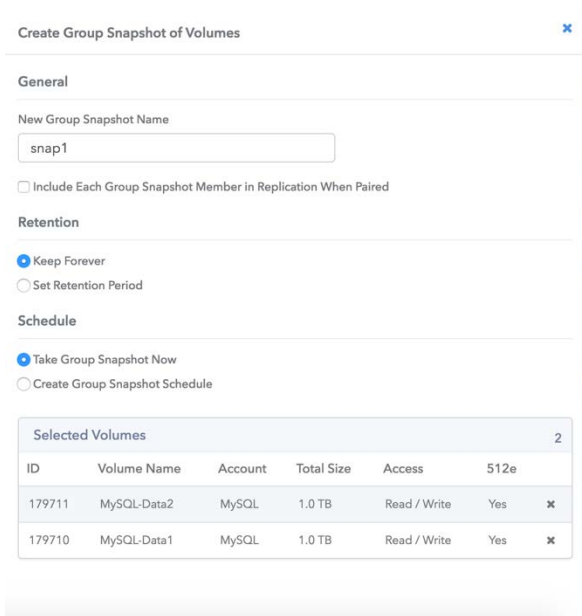 Create Group Snapshot of Volumes
General
New Group Snapshot Name
snap1
Include Each Group Snapshot Member in Replication When Paired
Retention
Keep Forever
Set Retention Period
Schedule
Take Group Snapshot Now
Create Group Snapshot Schedule
Selected Volumes 2
ID Volume Name Account Total Size Access 512e
179711 MySQL-Data2 MySQL 1.0 TB Read / Write Yes
179710 MySQL-Data1 MySQL 1.0 TB Read / Write Yes